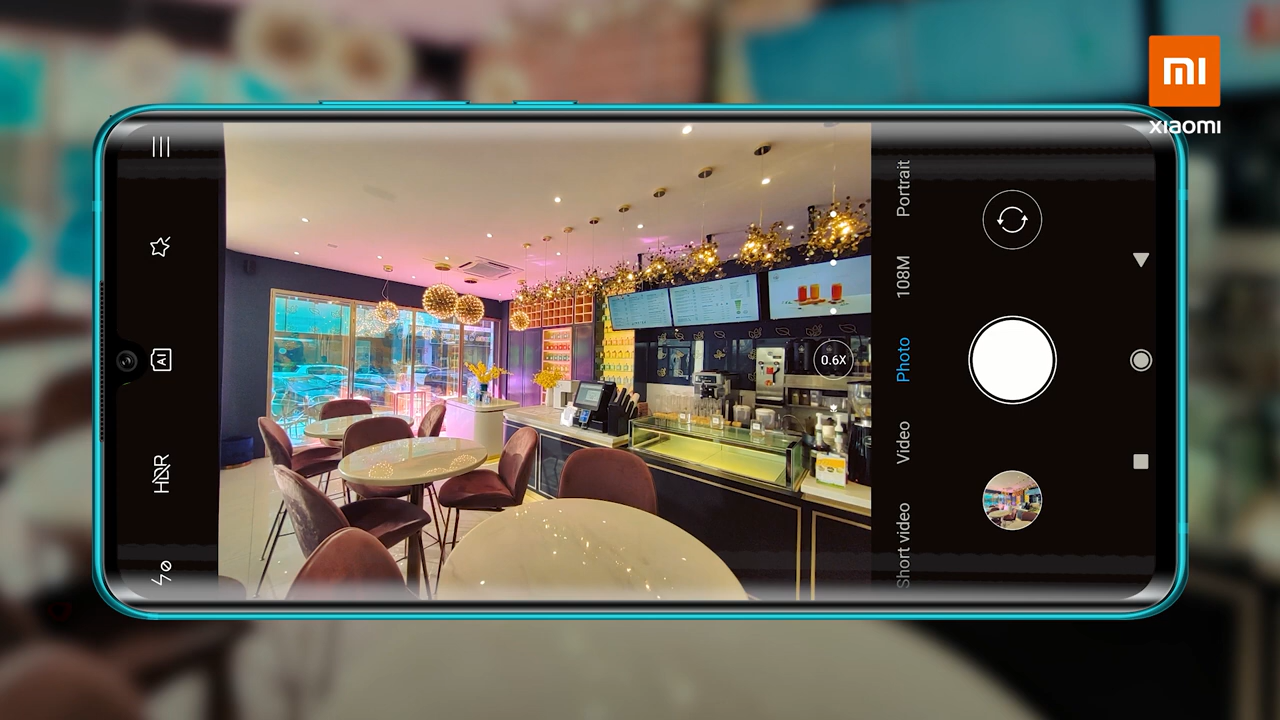 mi
xiaomi
AI
HDR
Portrait
108M
Photo
Video
Short video
0.6X